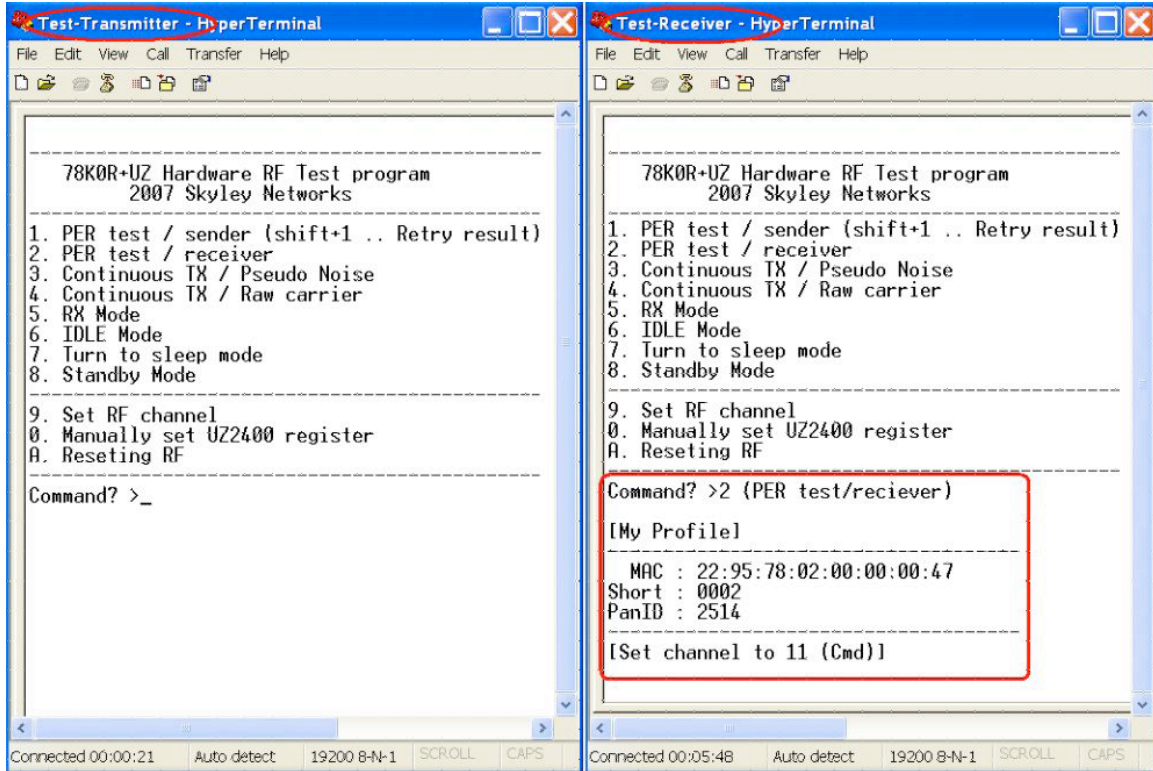 Test-Transmitter - HyperTerminal
File Edit View Call Transfer Help
78K0R+UZ Hardware RF Test program
2007 Skyley Networks
1. PER test / sender (shift+1 .. Retry result)
2. PER test / receiver
3. Continuous TX / Pseudo Noise
4. Continuous TX / Raw carrier
5. RX Mode
6. IDLE Mode
7. Turn to sleep mode
8. Standby Mode
9. Set RF channel
0. Manually set UZ2400 register
A. Reseting RF
Command? >_
Connected 00:00:21 Auto detect 19200 8-N-1 SCROLL CAPS
Test-Receiver - HyperTerminal
File Edit View Call Transfer Help
78K0R+UZ Hardware RF Test program
2007 Skyley Networks
1. PER test / sender (shift+1 .. Retry result)
2. PER test / receiver
3. Continuous TX / Pseudo Noise
4. Continuous TX / Raw carrier
5. RX Mode
6. IDLE Mode
7. Turn to sleep mode
8. Standby Mode
9. Set RF channel
0. Manually set UZ2400 register
A. Reseting RF
Command? >2 (PER test/reciever)
[My Profile]
MAC : 22:95:78:02:00:00:00:47
Short : 0002
PanID : 2514
[Set channel to 11 (Cmd)]
Connected 00:05:48 Auto detect 19200 8-N-1 SCROLL CAPS